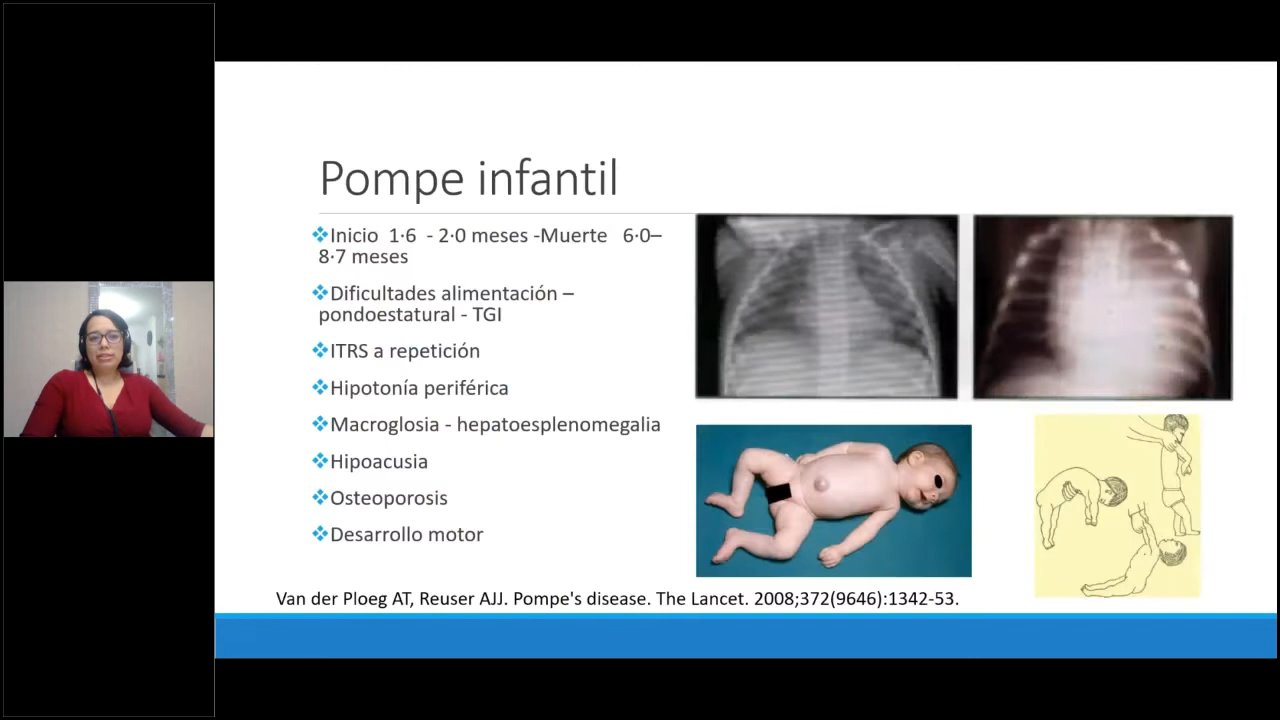 Pompe infantil
❖Inicio 1·6 - 2·0 meses -Muerte 6·0–
8·7 meses
❖Dificultades alimentación –
pondoestatural - TGI
❖ITRS a repetición
❖Hipotonía periférica
❖Macroglosia - hepatoesplenomegalia
❖Hipoacusia
❖Osteoporosis
❖Desarrollo motor
Van der Ploeg AT, Reuser AJJ. Pompe's disease. The Lancet. 2008;372(9646):1342-53.